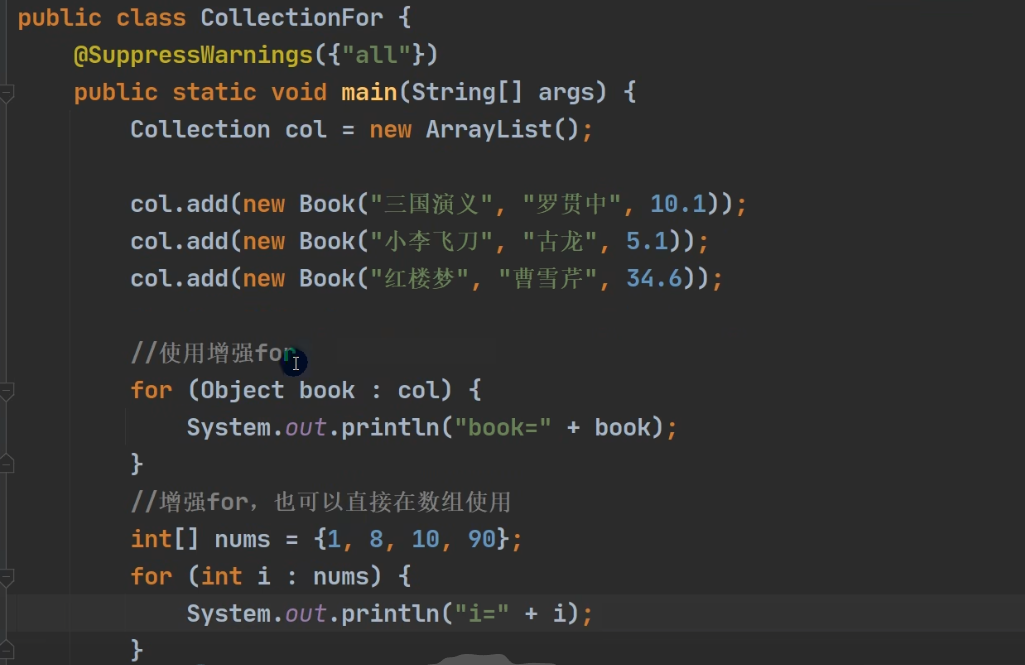 public class CollectionFor {
@SuppressWarnings({"all"})
public static void main(String[] args) {
Collection col = new ArrayList();
col.add(new Book("三国演义", "罗贯中", 10.1));
col.add(new Book("小李飞刀", "古龙", 5.1));
col.add(new Book("红楼梦", "曹雪芹", 34.6));
//使用增强for
for (Object book : col) {
System.out.println("book=" + book);
}
//增强for，也可以直接在数组使用
int[] nums = {1, 8, 10, 90};
for (int i : nums) {
System.out.println("i=" + i);
}